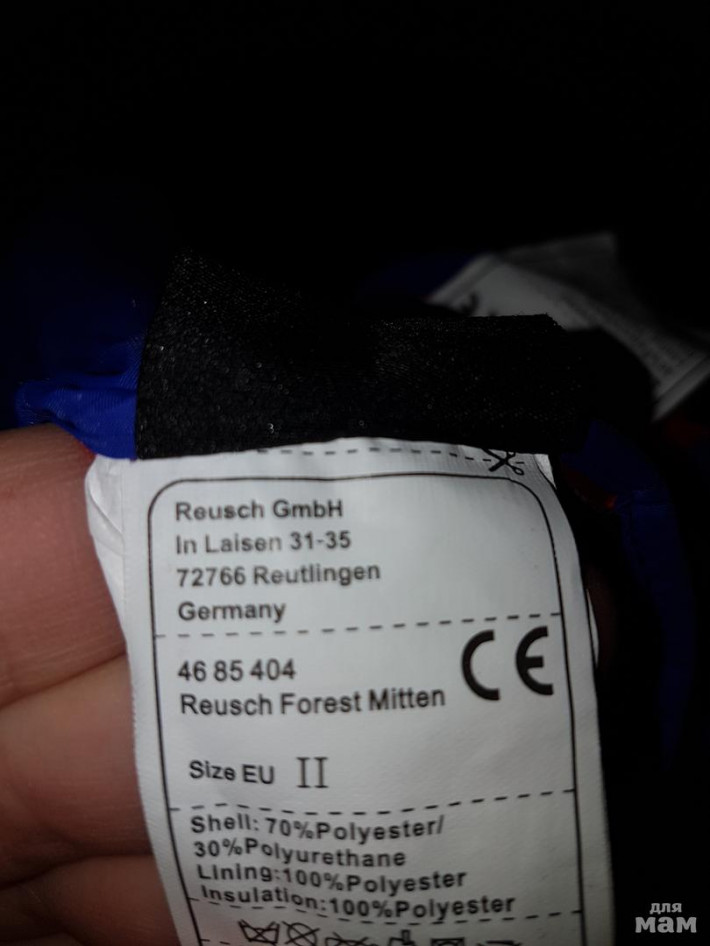 Reusch GmbH
In Laisen 31-35
72766 Reutlingen
Germany
46 85 404
Reusch Forest Mitten
CE
Size EU II
Shell: 70%Polyester/
30%Polyurethane
Lining:100%Polyester
Insulation:100%Polyester
для
мам